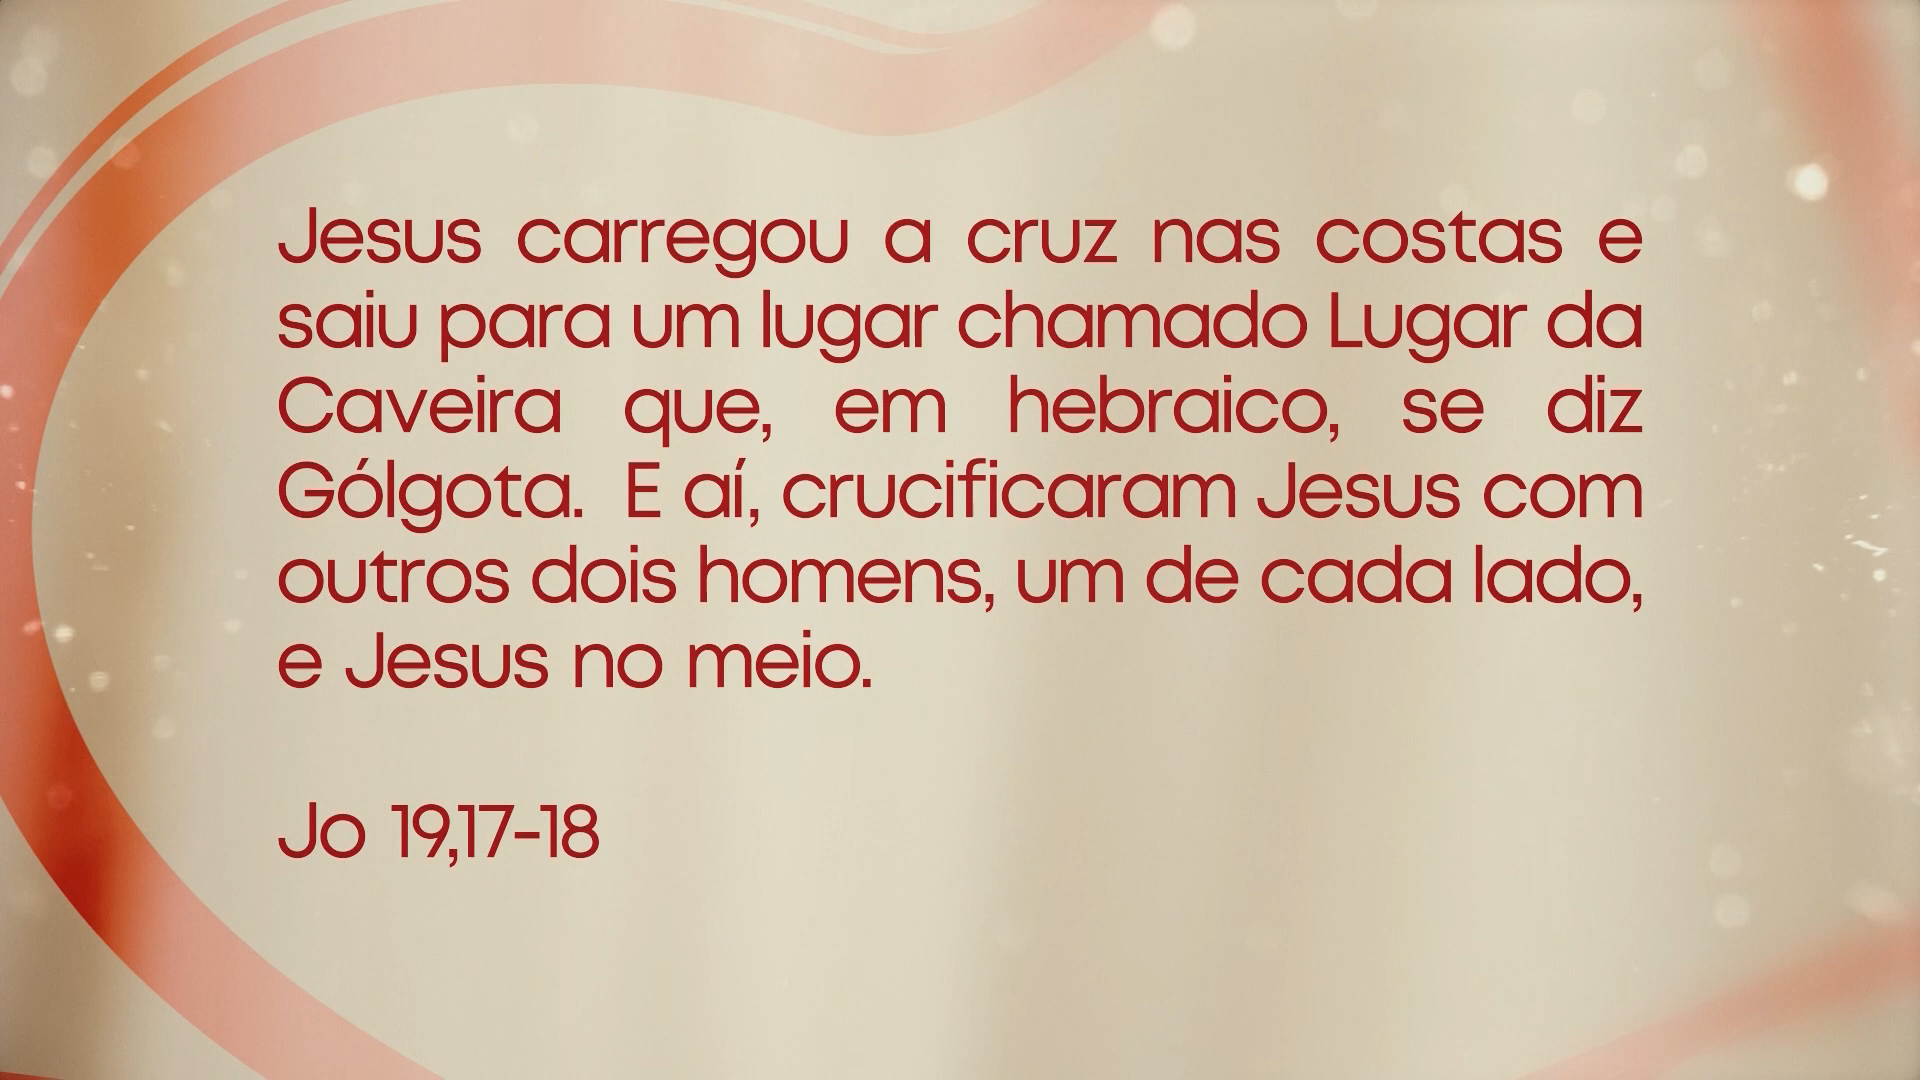 Jesus carregou a cruz nas costas e
saiu para um lugar chamado Lugar da
Caveira que, em hebraico, se diz
Gólgota. E aí, crucificaram Jesus com
outros dois homens, um de cada lado,
e Jesus no meio.
Jo 19,17-18